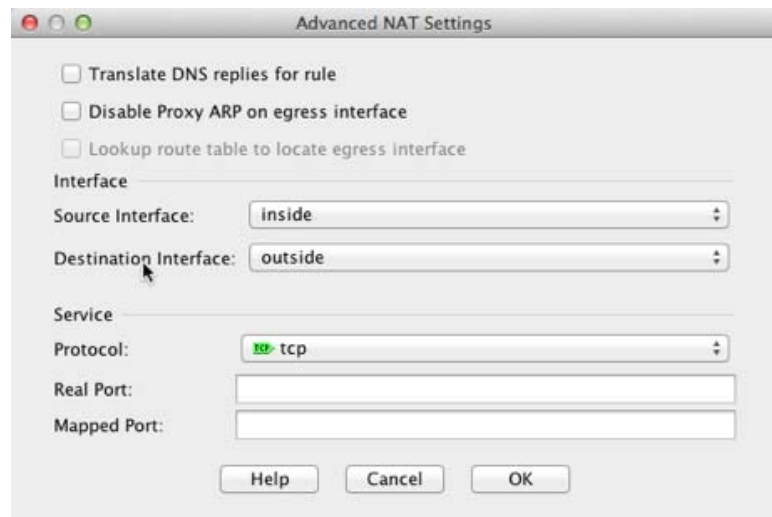 Advanced NAT Settings
Translate DNS replies for rule
Disable Proxy ARP on egress interface
Lookup route table to locate egress interface
Interface
Source Interface: inside
Destination Interface: outside
Service
Protocol: TCP tcp
Real Port:
Mapped Port:
Help Cancel OK